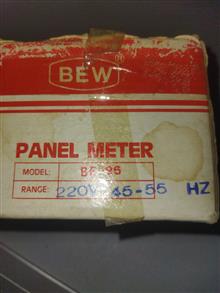 BEW®
PANEL METER
MODEL:
RANGE: 220V 45-55 HZ